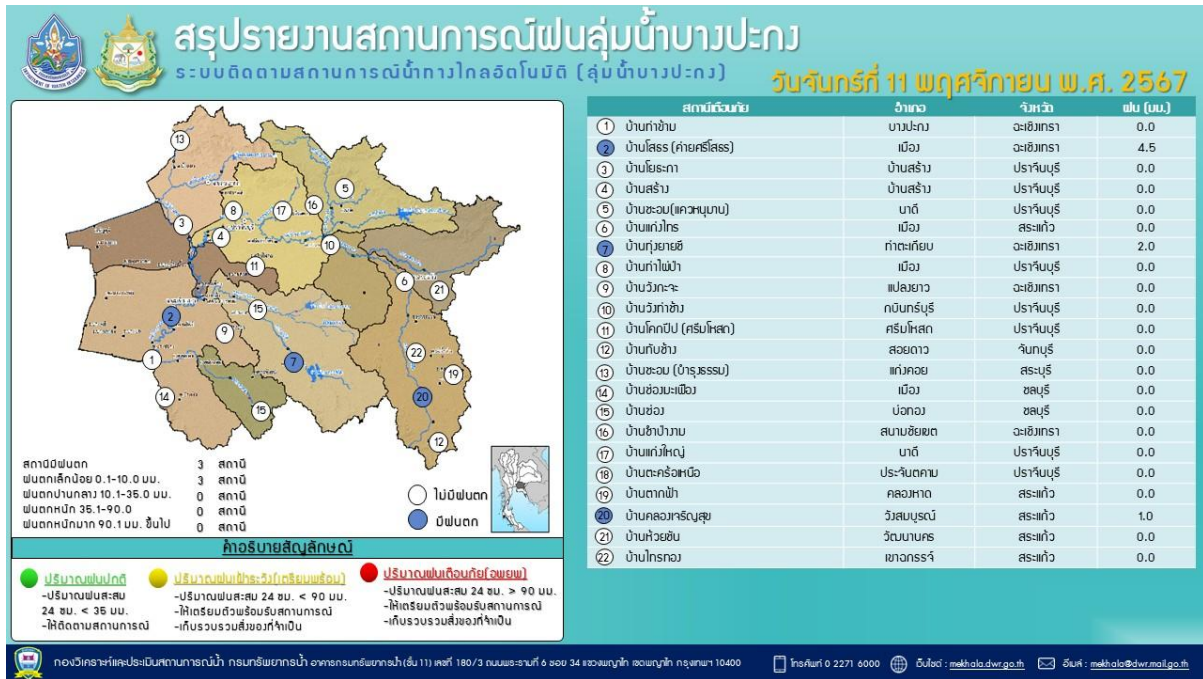 สรุปรายงานสถานการณ์ฝนลุ่มน้ำบางปะกง
ระบบติดตามสถานการณ์น้ำทางไกลอัตโนมัติ (ลุ่มน้ำบางปะกง)
วันจันทร์ที่ 11 พฤศจิกายน พ.ศ. 2567
สถานีเตือนภัย อำเภอ จังหวัด ฝน (มม.)
1 บ้านท่าข้าม บางปะกง ฉะเชิงเทรา 0.0
2 บ้านโสธร (ค่ายศรีโสธร) เมือง ฉะเชิงเทรา 4.5
3 บ้านโยธะกา บ้านสร้าง ปราจีนบุรี 0.0
4 บ้านสร้าง บ้านสร้าง ปราจีนบุรี 0.0
5 บ้านชะอม(แควหนุมาน) นาดี ปราจีนบุรี 0.0
6 บ้านแก่งไทร เมือง สระแก้ว 0.0
7 บ้านทุ่งยายชี ท่าตะเกียบ ฉะเชิงเทรา 2.0
8 บ้านท่าไผ่ป่า เมือง ปราจีนบุรี 0.0
9 บ้านวังกะจะ แปลงยาว ฉะเชิงเทรา 0.0
10 บ้านวังท่าช้าง กบินทร์บุรี ปราจีนบุรี 0.0
11 บ้านโคกปีป (ศรีมโหสถ) ศรีมโหสถ ปราจีนบุรี 0.0
12 บ้านทับช้าง สอยดาว จันทบุรี 0.0
13 บ้านชะอม (บำรุงธรรม) แก่งคอย สระบุรี 0.0
14 บ้านช่องมะเฟือง เมือง ชลบุรี 0.0
15 บ้านช่อง บ่อทอง ชลบุรี 0.0
16 บ้านชำป่างาม สนามชัยเขต ฉะเชิงเทรา 0.0
17 บ้านแก่งใหญ่ นาดี ปราจีนบุรี 0.0
18 บ้านตะคร้อเหนือ ประจันตคาม ปราจีนบุรี 0.0
19 บ้านตากฟ้า คลองหาด สระแก้ว 0.0
20 บ้านคลองเจริญสุข วังสมบูรณ์ สระแก้ว 1.0
21 บ้านห้วยชัน วัฒนานคร สระแก้ว 0.0
22 บ้านไทรทอง เขาฉกรรจ์ สระแก้ว 0.0
13
5
16
17
8
3
4
10
11
6
21
15
2
9
22
1
7
19
20
14
15
12
สถานีมีฝนตก 3 สถานี
ฝนตกเล็กน้อย 0.1-10.0 มม. 3 สถานี
ฝนตกปานกลาง 10.1-35.0 มม. 0 สถานี
ฝนตกหนัก 35.1-90.0 0 สถานี
ฝนตกหนักมาก 90.1 มม. ขึ้นไป 0 สถานี
ไม่มีฝนตก
มีฝนตก
คำอธิบายสัญลักษณ์
ปริมาณฝนปกติ
-ปริมาณฝนสะสม
24 ชม. < 35 มม.
-ให้ติดตามสถานการณ์
ปริมาณฝนเฝ้าระวัง(เตรียมพร้อม)
-ปริมาณฝนสะสม 24 ชม. < 90 มม.
-ให้เตรียมตัวพร้อมรับสถานการณ์
-เก็บรวบรวมสิ่งของที่จำเป็น
ปริมาณฝนเตือนภัย(อพยพ)
-ปริมาณฝนสะสม 24 ชม. > 90 มม.
-ให้เตรียมตัวพร้อมรับสถานการณ์
-เก็บรวบรวมสิ่งของที่จำเป็น
กองวิเคราะห์และประเมินสถานการณ์น้ำ กรมทรัพยากรน้ำ อาคารกรมทรัพยากรน้ำ (ชั้น 11) เลขที่ 180/3 ถนนพระรามที่ 6 ซอย 34 แขวงพญาไท เขตพญาไท กรุงเทพฯ 10400 โทรศัพท์ 0 2271 6000 เว็บไซต์ : mekhala.dwr.go.th อีเมล์ : mekhala@dwr.mail.go.th